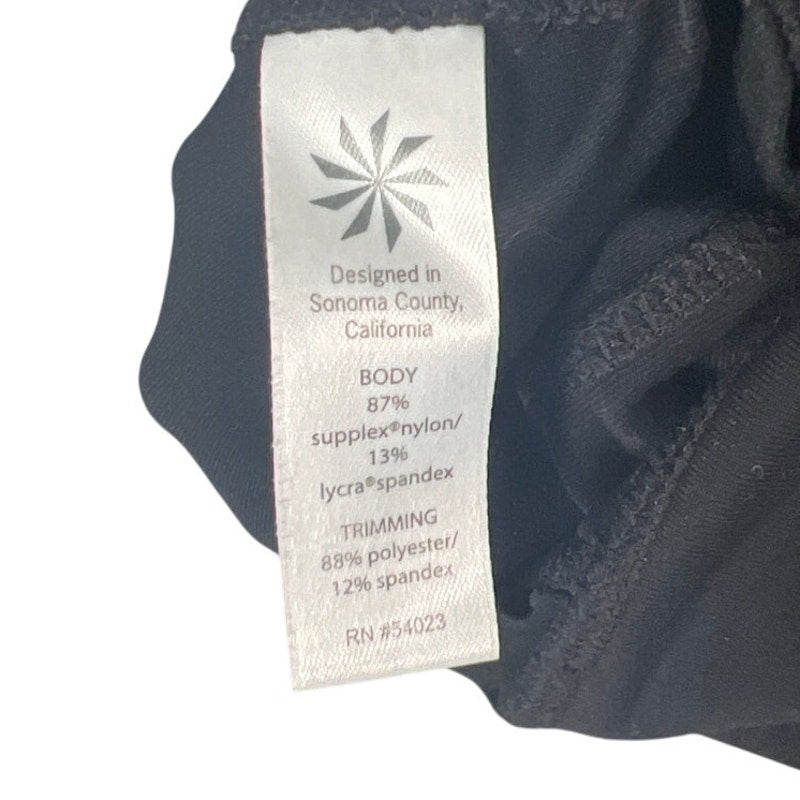 Designed in
Sonoma County,
California
BODY
87%
supplex®nylon/
13%
lycra®spandex
TRIMMING
88% polyester/
12% spandex
RN #54023